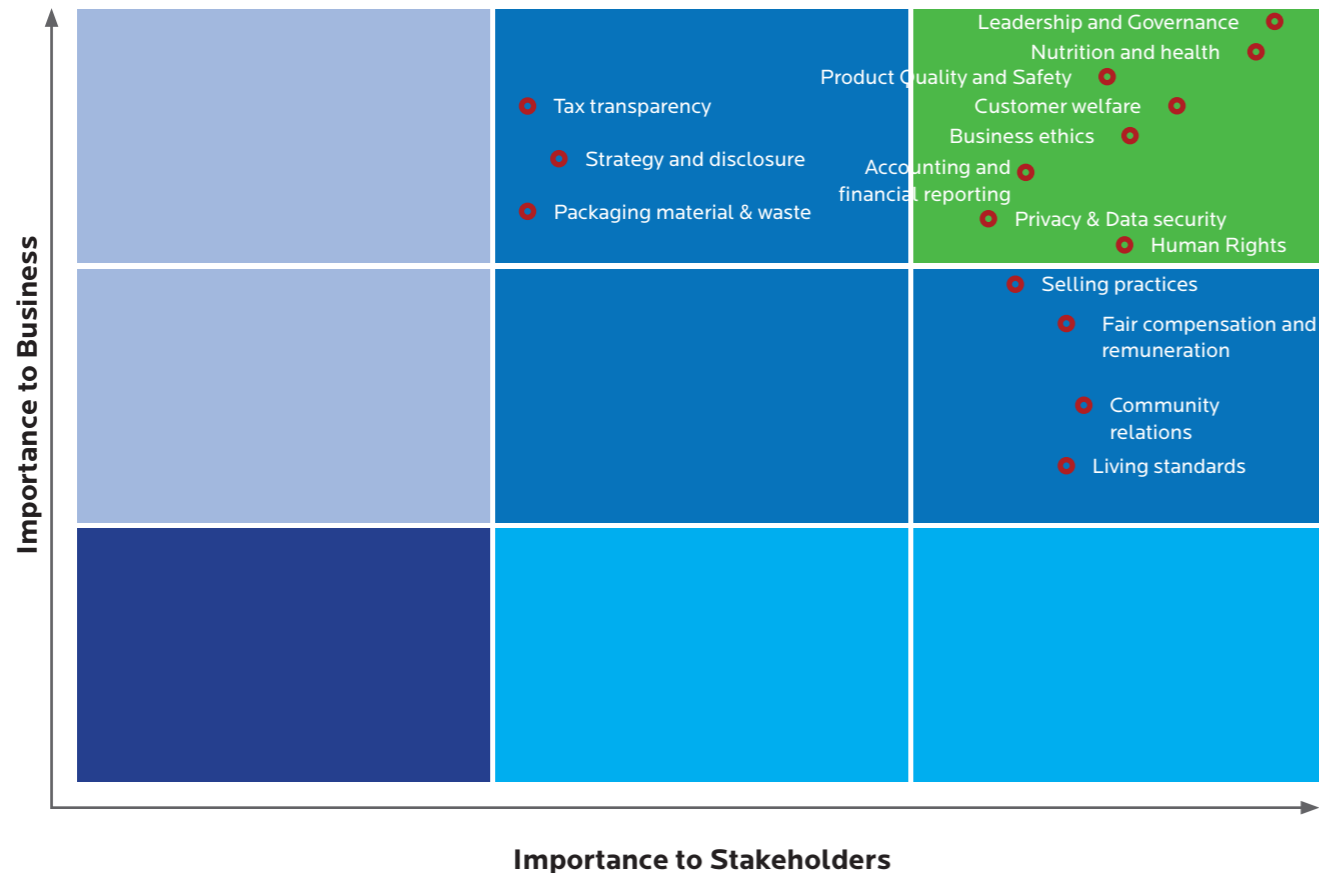 Leadership and Governance
Nutrition and health
Product Quality and Safety
Tax transparency
Customer welfare
Business ethics
Strategy and disclosure
Accounting and
financial reporting
Packaging material & waste
Privacy & Data security
Human Rights
Selling practices
Fair compensation and
remuneration
Community
relations
Living standards
Importance to Business
Importance to Stakeholders